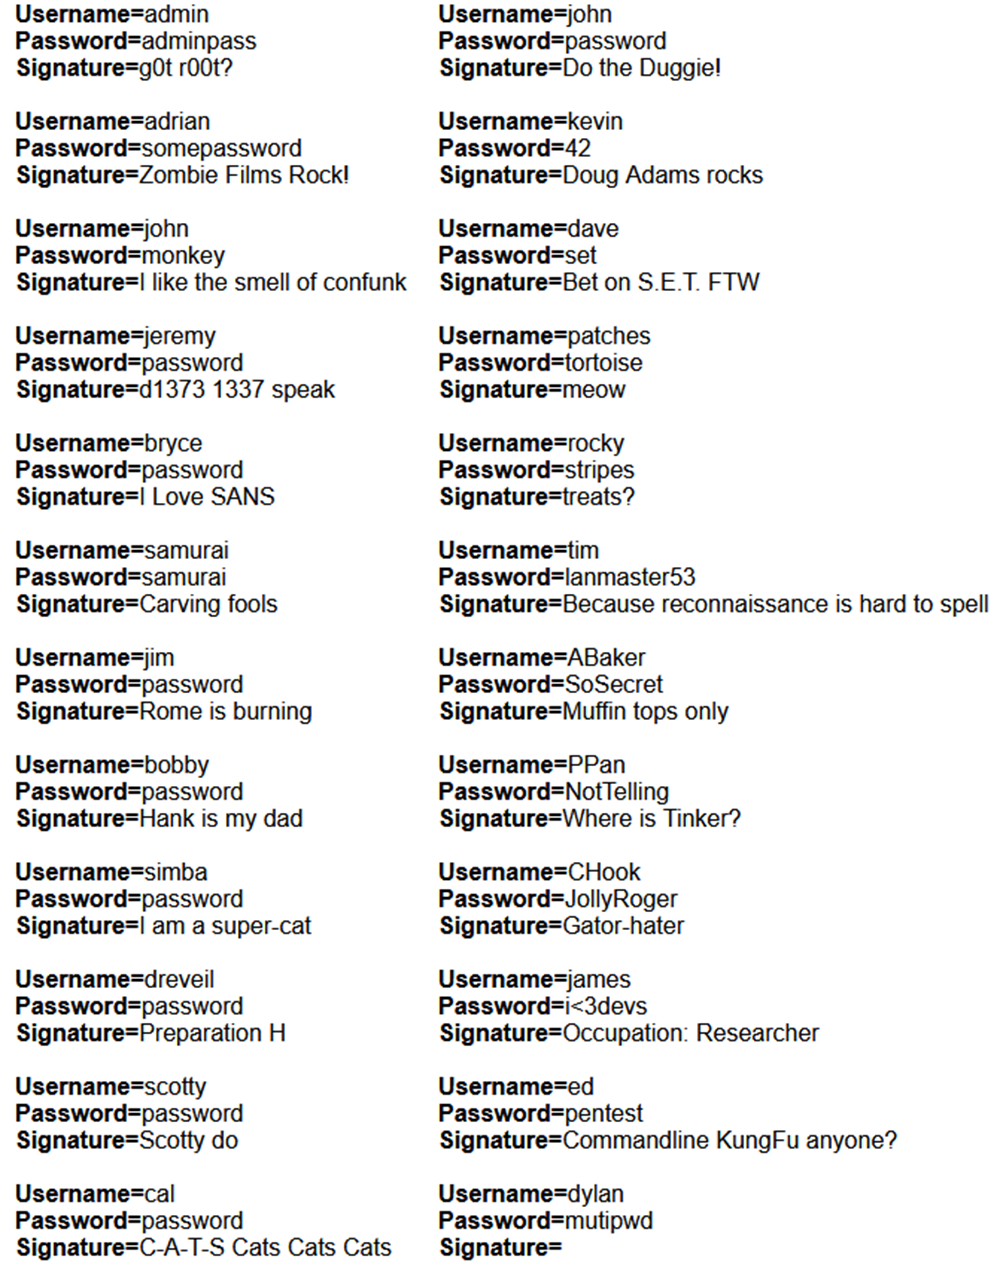 Username=admin
Password=adminpass
Signature=g0t r00t?
Username=adrian
Password=somepassword
Signature=Zombie Films Rock!
Username=john
Password=monkey
Signature=I like the smell of confunk
Username=jeremy
Password=password
Signature=d1373 1337 speak
Username=bryce
Password=password
Signature=I Love SANS
Username=samurai
Password=samurai
Signature=Carving fools
Username=jim
Password=password
Signature=Rome is burning
Username=bobby
Password=password
Signature=Hank is my dad
Username=simba
Password=password
Signature=I am a super-cat
Username=dreveil
Password=password
Signature=Preparation H
Username=scotty
Password=password
Signature=Scotty do
Username=cal
Password=password
Signature=C-A-T-S Cats Cats Cats
Username=john
Password=password
Signature=Do the Duggie!
Username=kevin
Password=42
Signature=Doug Adams rocks
Username=dave
Password=set
Signature=Bet on S.E.T. FTW
Username=patches
Password=tortoise
Signature=meow
Username=rocky
Password=stripes
Signature=treats?
Username=tim
Password=lanmaster53
Signature=Because reconnaissance is hard to spell
Username=ABaker
Password=SoSecret
Signature=Muffin tops only
Username=PPan
Password=NotTelling
Signature=Where is Tinker?
Username=CHook
Password=JollyRoger
Signature=Gator-hater
Username=james
Password=i<3devs
Signature=Occupation: Researcher
Username=ed
Password=pentest
Signature=Commandline KungFu anyone?
Username=dylan
Password=mutipwd
Signature=